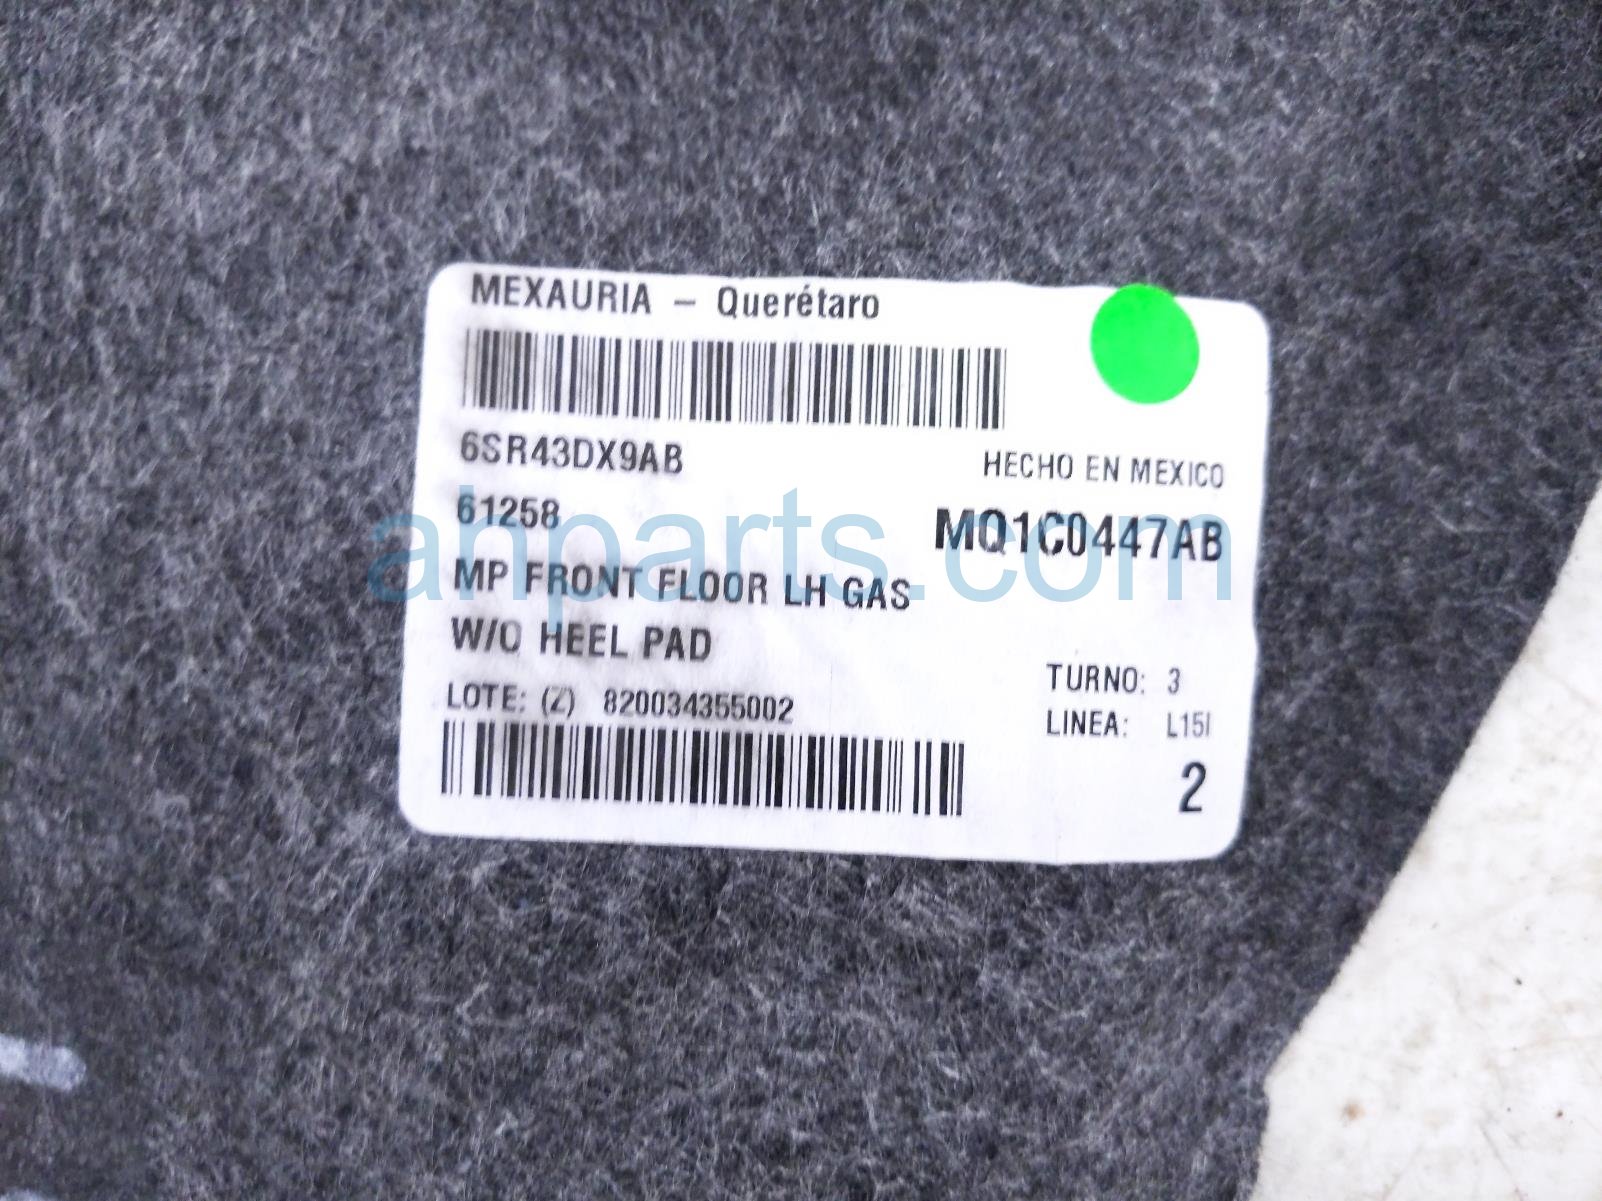 MEXAURIA – Querétaro
6SR43DX9AB
HECHO EN MEXICO
61258
MQ1C0447AB
ahparts.com
MP FRONT FLOOR LH GAS
W/O HEEL PAD
TURNO: 3
LOTE: (Z) 820034355002
LINEA: L15I
2